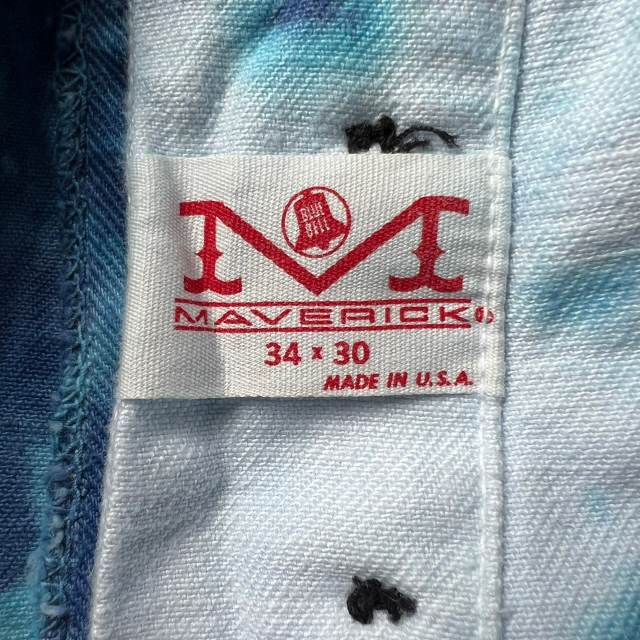 BLUE
BELL
M
MAVERICK®
34 x 30
MADE IN U.S.A.